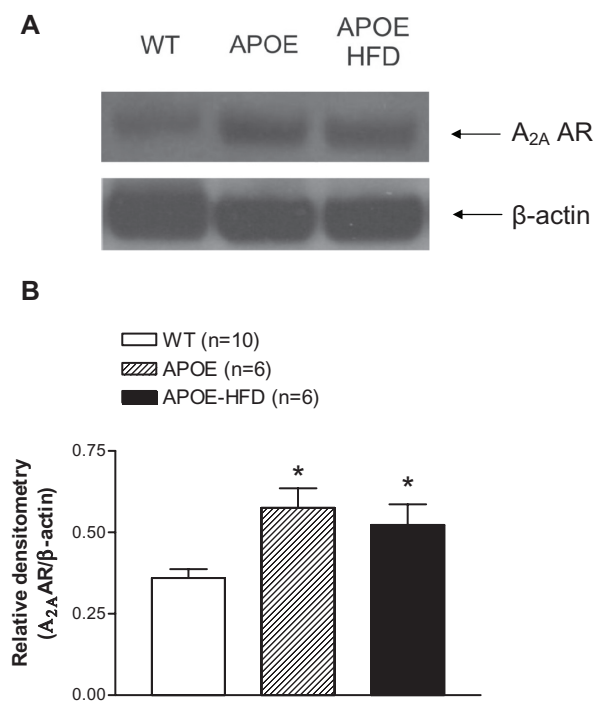 A
WT APOE APOE HFD
A2A AR
β-actin
B
WT (n=10)
APOE (n=6)
APOE-HFD (n=6)
Relative densitometry
(A2A AR/β-actin)
0.75
0.50
0.25
0.00
*
*